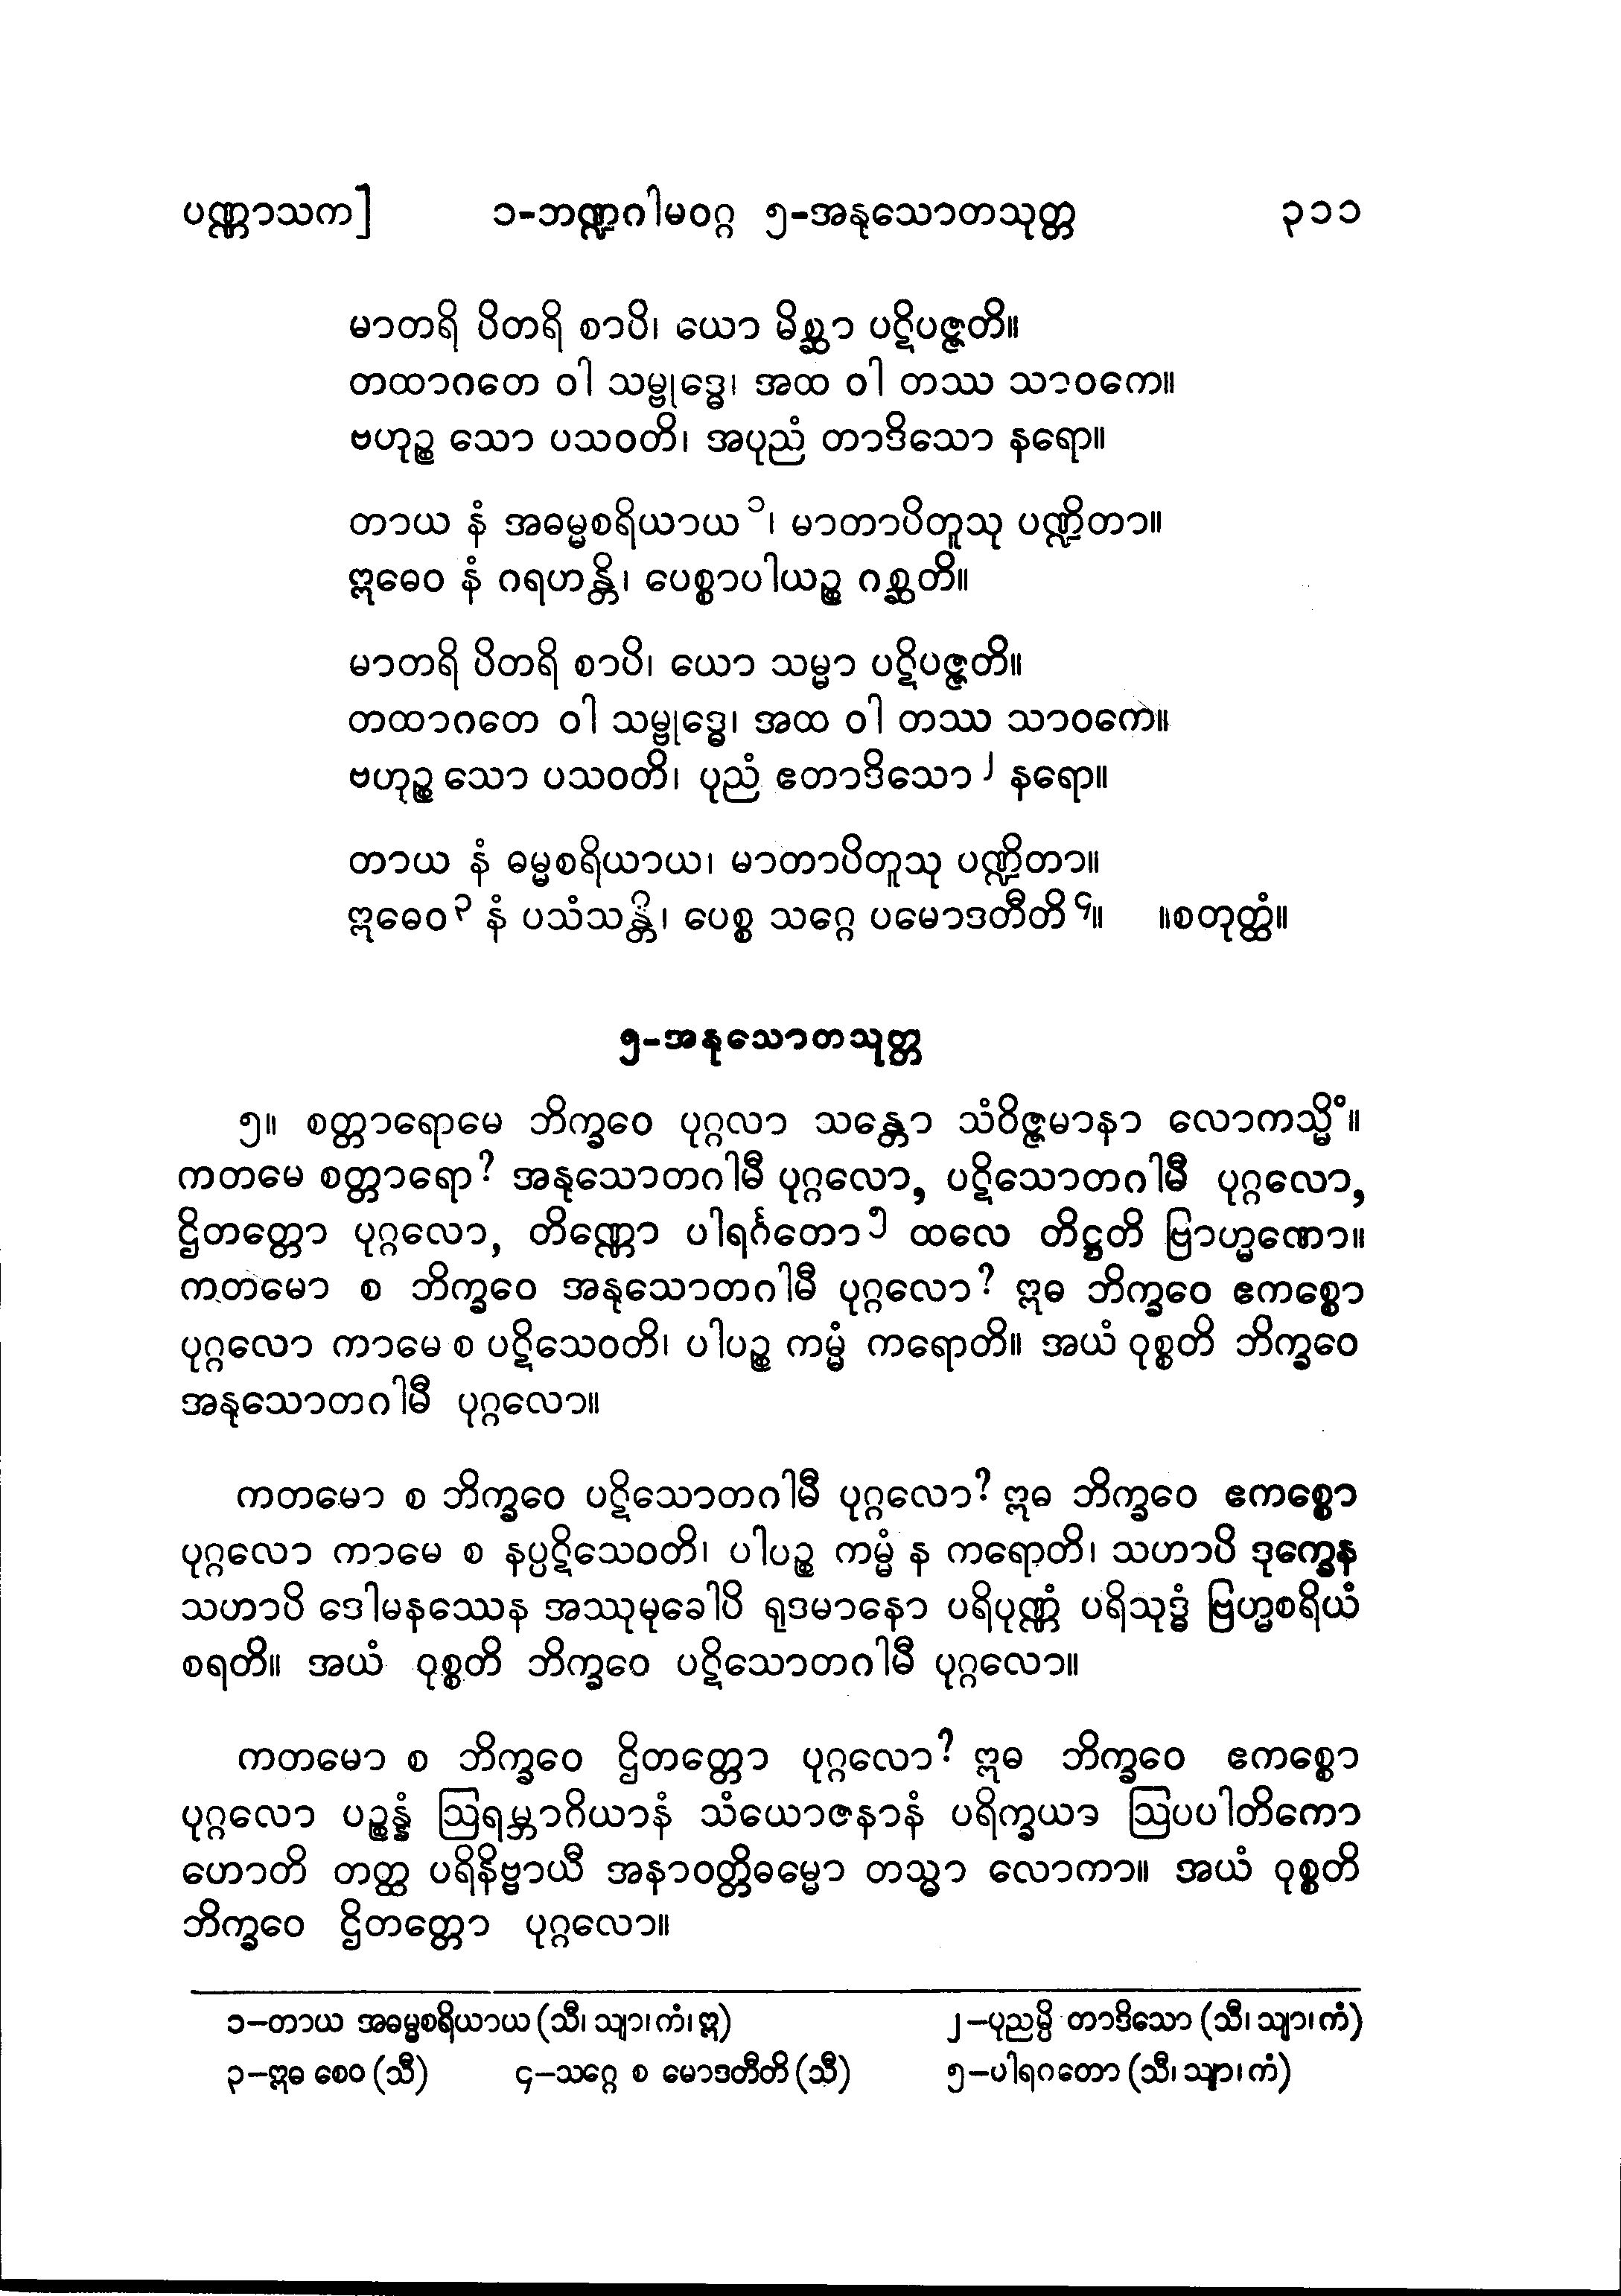 ပဏ္ဏာသက]   ၁-ဘဏ္ဍဂါမဝဂ္ဂ ၅-အနုသောတသုတ္တ   ၃၁၁
မာတရိ ပိတရိ စာပိ၊ ယော မိစ္ဆာ ပဋိပဇ္ဇတိ။
တထာဂတေ ဝါ သမ္ဗုဒ္ဓေ၊ အထ ဝါ တဿ သာဝကေ။
ဗဟုဉ္စ သော ပသဝတိ၊ အပုညံ တာဒိသော နရော။
တာယ နံ အဓမ္မစရိယာယ၁၊ မာတာပိတူသု ပဏ္ဍိတာ။
ဣဓေဝ နံ ဂရဟန္တိ၊ ပေစ္စာပါယဉ္စ ဂစ္ဆတိ။
မာတရိ ပိတရိ စာပိ၊ ယော သမ္မာ ပဋိပဇ္ဇတိ။
တထာဂတေ ဝါ သမ္ဗုဒ္ဓေ၊ အထ ဝါ တဿ သာဝကေ။
ဗဟုဉ္စ သော ပသဝတိ၊ ပုညံ ဧတာဒိသော၂ နရော။
တာယ နံ ဓမ္မစရိယာယ၊ မာတာပိတူသု ပဏ္ဍိတာ။
ဣဓေဝ၃ နံ ပသံသန္တိ၊ ပေစ္စ သဂ္ဂေ ပမောဒတီတိ၄။   ။စတုတ္ထံ။
၅-အနုသောတသုတ္တ
၅။ စတ္တာရောမေ ဘိက္ခဝေ ပုဂ္ဂလာ သန္တော သံဝိဇ္ဇမာနာ လောကသ္မိံ။
ကတမေ စတ္တာရော? အနုသောတဂါမီ ပုဂ္ဂလော, ပဋိသောတဂါမီ ပုဂ္ဂလော,
ဌိတတ္တော ပုဂ္ဂလော, တိဏ္ဏော ပါရင်္ဂတော၅ ထလေ တိဋ္ဌတိ ဗြာဟ္မဏော။
ကတမော စ ဘိက္ခဝေ အနုသောတဂါမီ ပုဂ္ဂလော? ဣဓ ဘိက္ခဝေ ဧကစ္စော
ပုဂ္ဂလော ကာမေ စ ပဋိသေဝတိ၊ ပါပဉ္စ ကမ္မံ ကရောတိ။ အယံ ဝုစ္စတိ ဘိက္ခဝေ
အနုသောတဂါမီ ပုဂ္ဂလော။
ကတမော စ ဘိက္ခဝေ ပဋိသောတဂါမီ ပုဂ္ဂလော? ဣဓ ဘိက္ခဝေ ဧကစ္စော
ပုဂ္ဂလော ကာမေ စ နပ္ပဋိသေဝတိ၊ ပါပဉ္စ ကမ္မံ န ကရောတိ၊ သဟာပိ ဒုက္ခေန
သဟာပိ ဒေါမနဿေန အဿုမုခေါပိ ရုဒမာနော ပရိပုဏ္ဏံ ပရိသုဒ္ဓံ ဗြဟ္မစရိယံ
စရတိ။ အယံ ဝုစ္စတိ ဘိက္ခဝေ ပဋိသောတဂါမီ ပုဂ္ဂလော။
ကတမော စ ဘိက္ခဝေ ဌိတတ္တော ပုဂ္ဂလော? ဣဓ ဘိက္ခဝေ ဧကစ္စော
ပုဂ္ဂလော ပဉ္စန္နံ ဩရမ္ဘာဂိယာနံ သံယောဇနာနံ ပရိက္ခယာ ဩပပါတိကော
ဟောတိ တတ္ထ ပရိနိဗ္ဗာယီ အနာဝတ္တိဓမ္မော တသ္မာ လောကာ။ အယံ ဝုစ္စတိ
ဘိက္ခဝေ ဌိတတ္တော ပုဂ္ဂလော။
၁−တာယ အဓမ္မစရိယာယ (သီ၊ သျာ၊ ကံ၊ ဣ)   ၂−ပုညမ္ပိ တာဒိသော (သီ၊ သျာ၊ ကံ)
၃−ဣဓ စေဝ (သီ)   ၄−သဂ္ဂေ စ မောဒတီတိ (သီ)   ၅−ပါရဂတော (သီ၊ သျာ၊ ကံ)